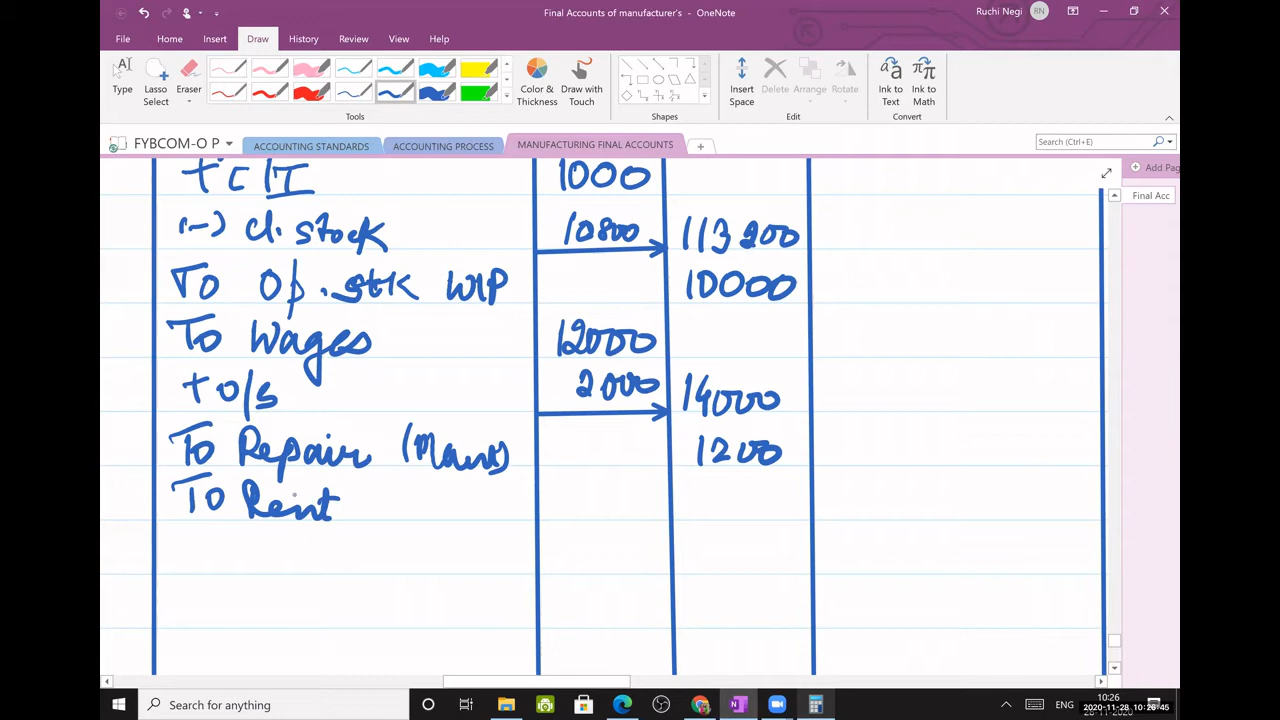 Final Accounts of manufacturer's - OneNote
Ruchi Negi RN
File Home Insert Draw History Review View Help
Type Lasso Select Eraser Color & Thickness Draw with Touch Insert Space Delete Arrange Rotate Ink to Text Ink to Math
Tools Shapes Edit Convert
FYBCOM-O P ACCOUNTING STANDARDS ACCOUNTING PROCESS MANUFACTURING FINAL ACCOUNTS Search (Ctrl+E)
Add Pag
Final Acc
1000
(-) cl. stock 10800 113200
To Op. stk WIP 10000
To Wages 12000
+ o/s 2000 14000
To Repair 1200
To Rent
Search for anything
ENG
10:26
2020-11-28 10:26:45